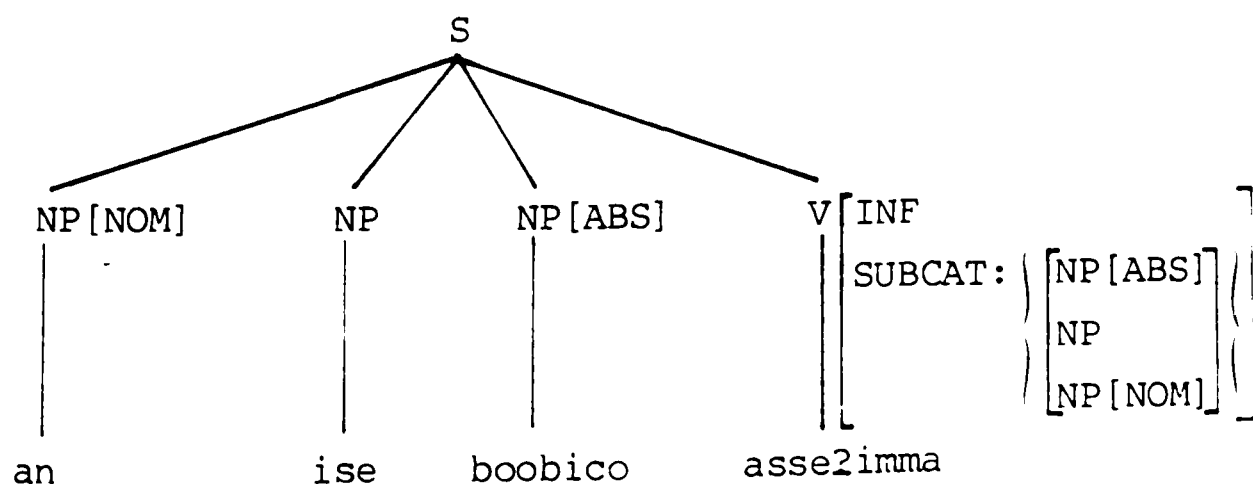 S
NP[NOM] NP NP[ABS] V[INF
SUBCAT: { [NP[ABS]
NP
NP[NOM]] } ]
an ise boobico asse2imma